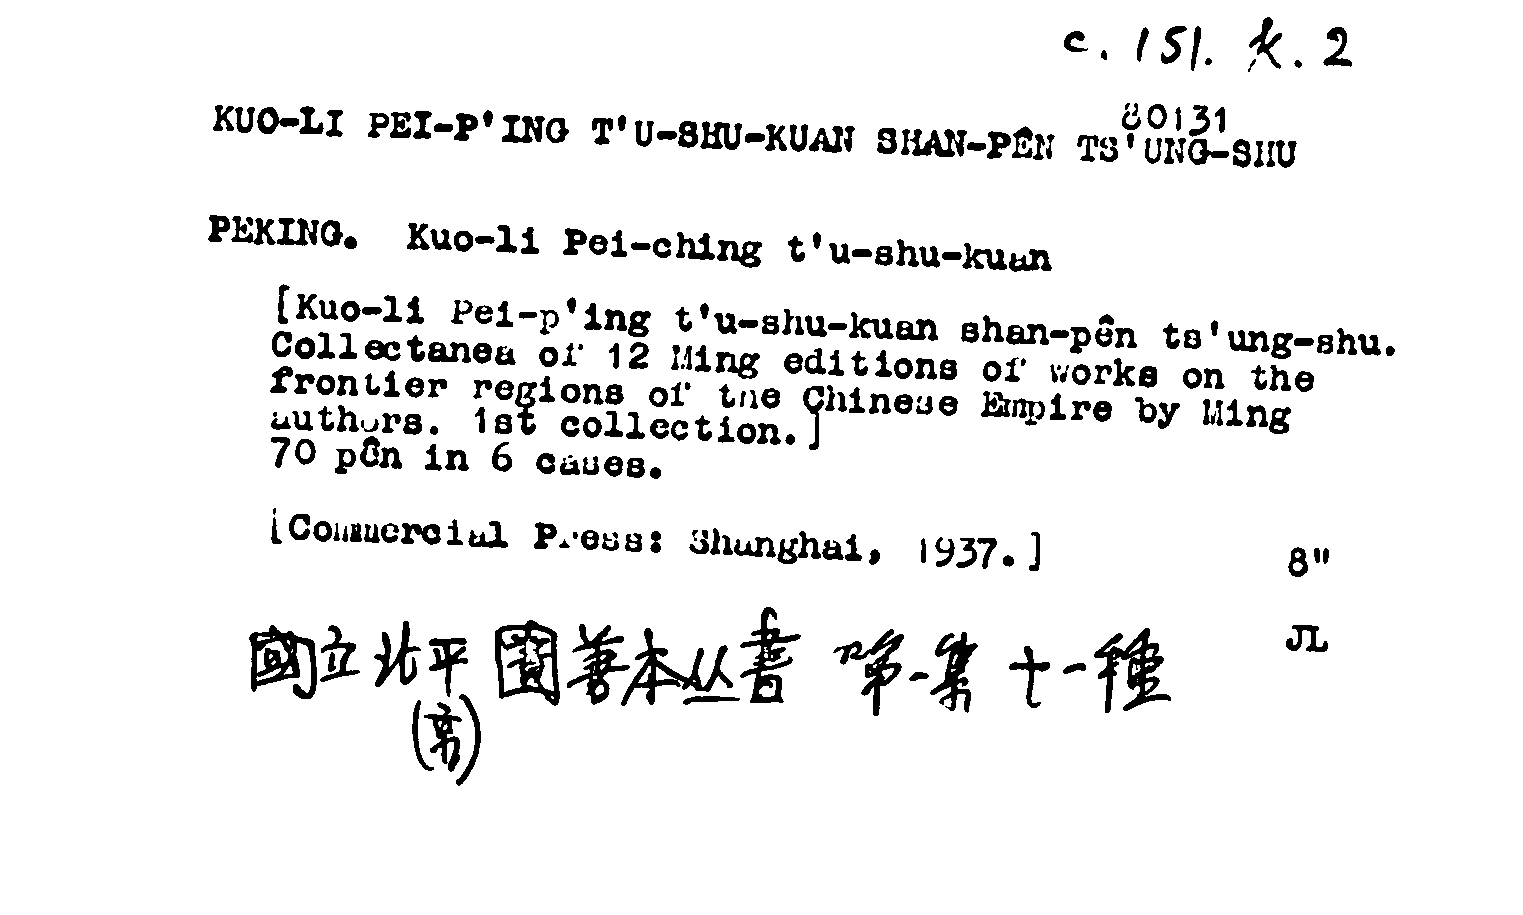 c. 151. k. 2
80131
KUO-LI PEI-P'ING T'U-SHU-KUAN SHAN-PÊN TS'UNG-SHU
PEKING. Kuo-li Pei-ching t'u-shu-kuan
[Kuo-li Pei-p'ing t'u-shu-kuan shan-pên ts'ung-shu.
Collectanea of 12 Ming editions of works on the
frontier regions of the Chinese Empire by Ming
authors. 1st collection.]
70 pên in 6 cases.
[Commercial Press: Shanghai, 1937.]
8"
JL
國立北平圕善本丛書 第一集 十一種
(京)